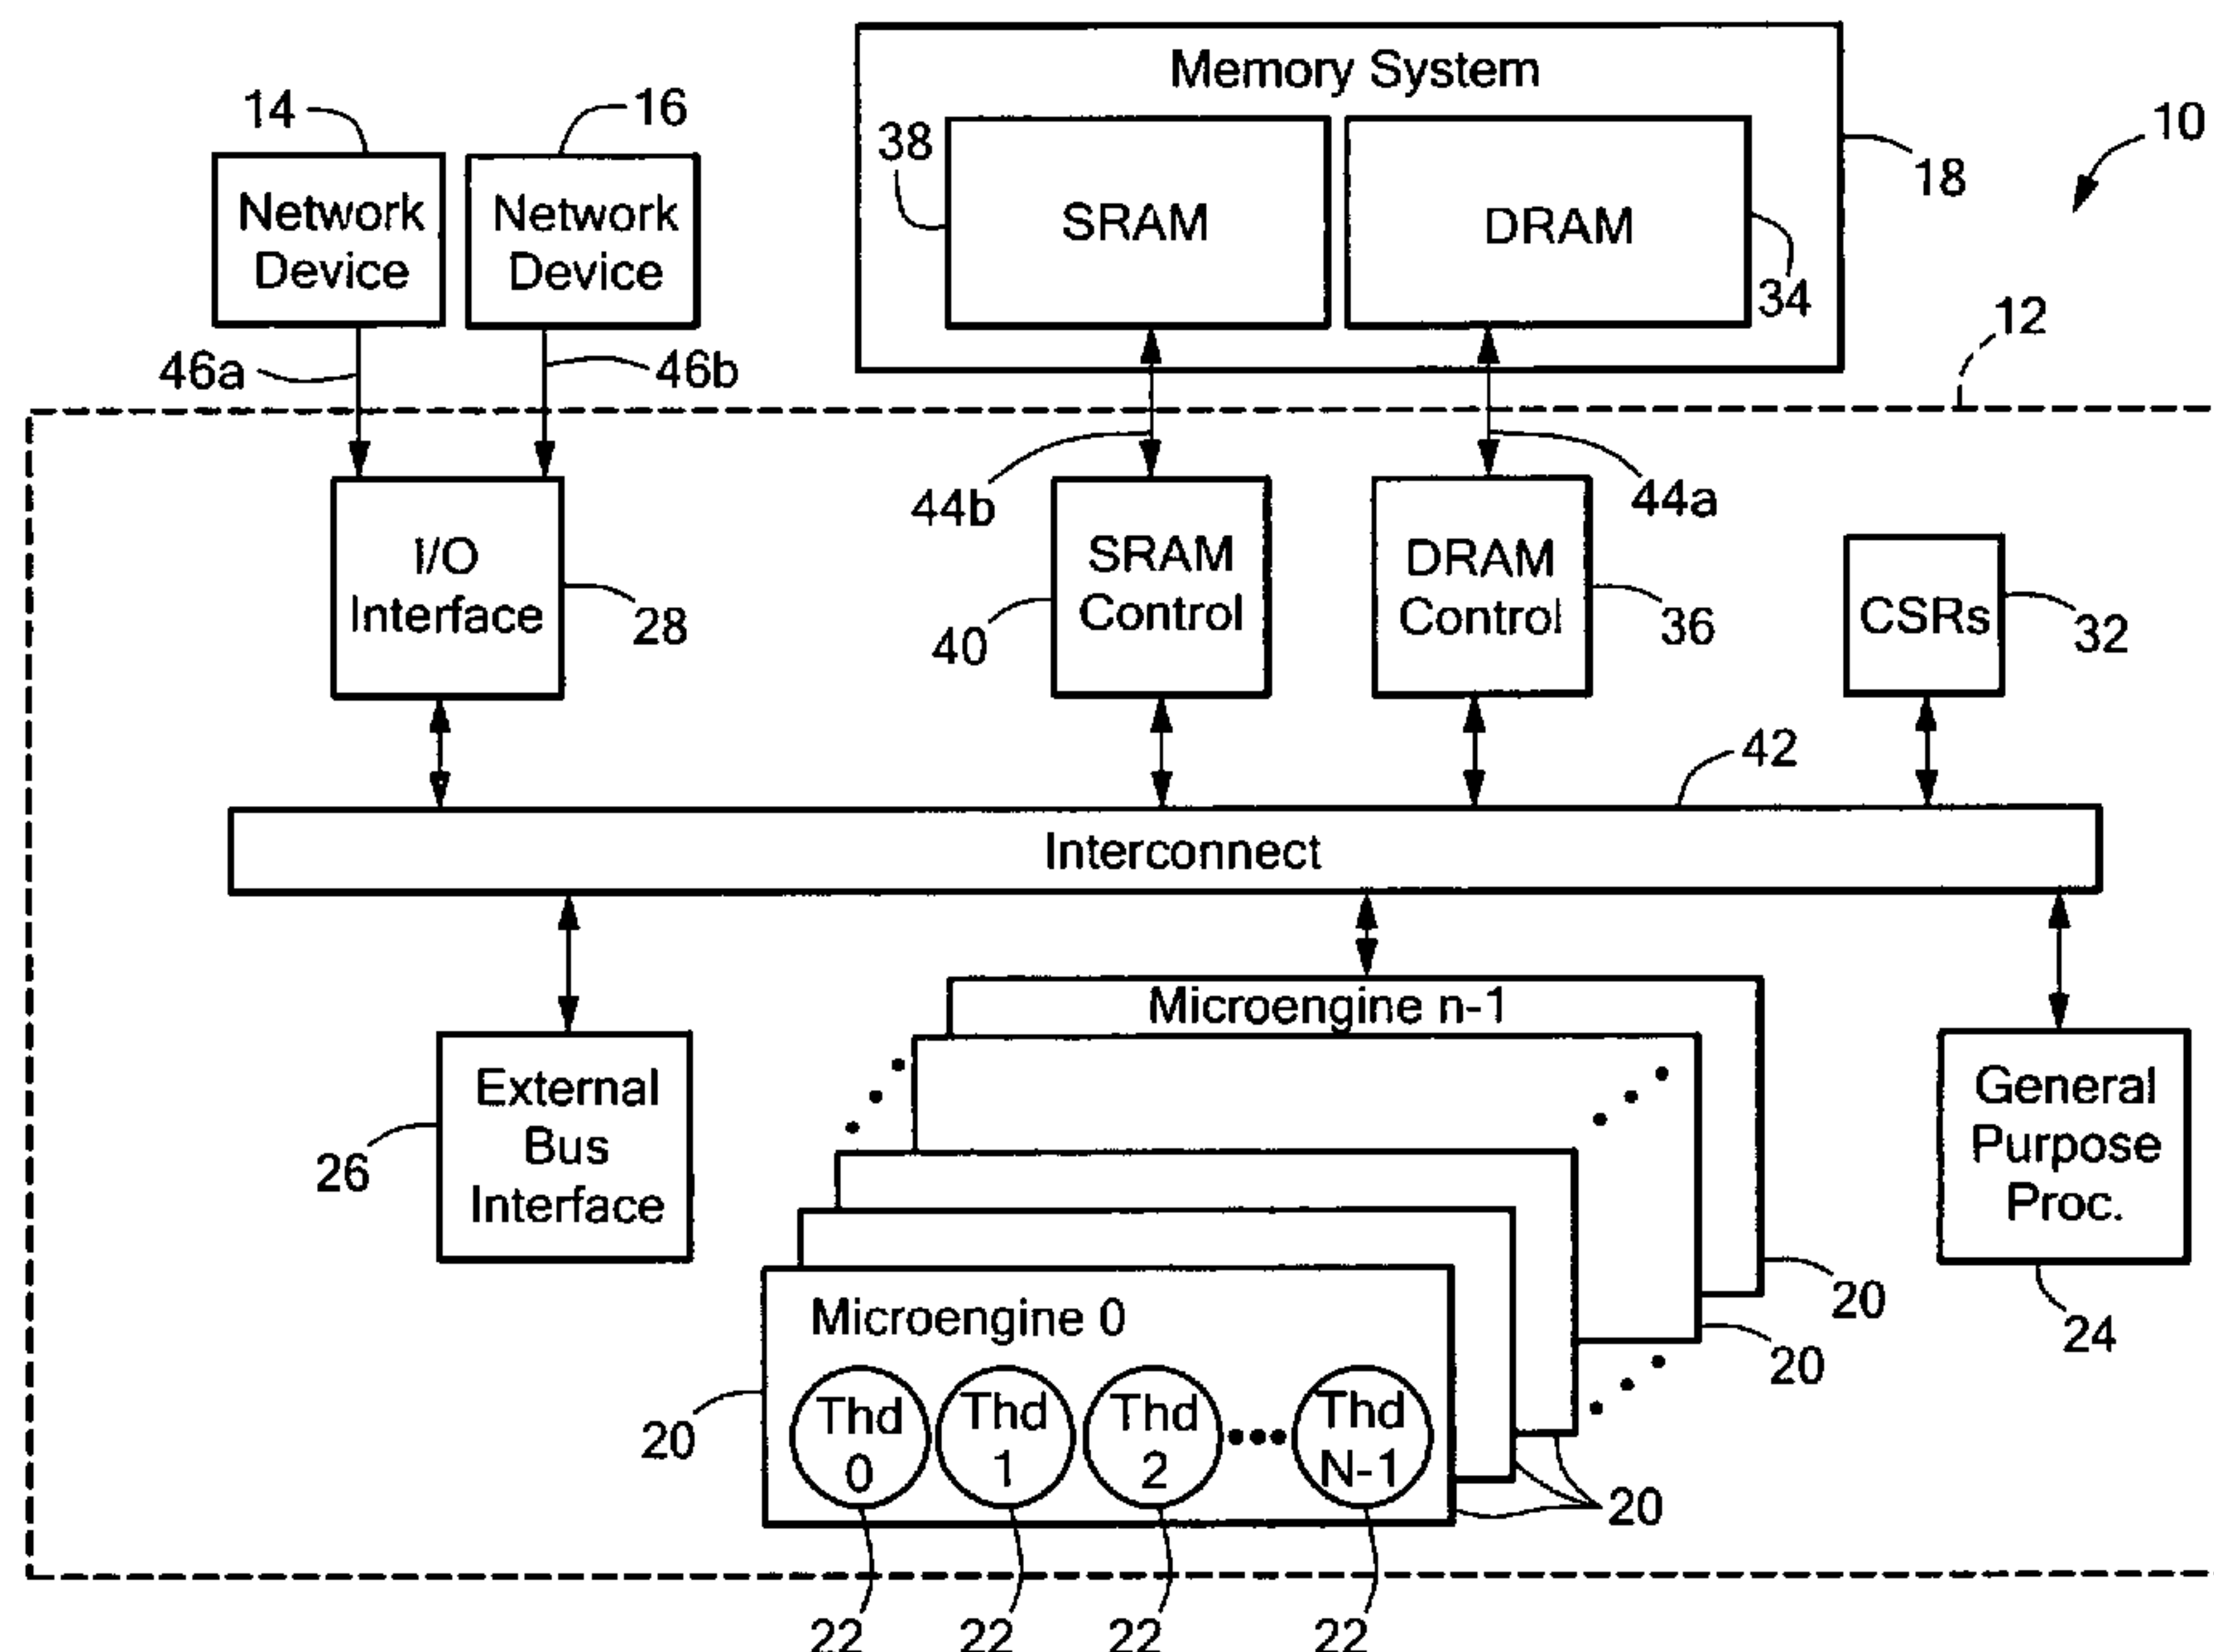 Memory System
14
16
10
38
18
Network
Device
Network
Device
SRAM
DRAM
34
12
46a
46b
44b
44a
I/O
Interface
28
SRAM
Control
40
DRAM
Control
36
CSRs
32
42
Interconnect
Microengine n-1
External
Bus
Interface
26
General
Purpose
Proc.
24
20
20
Microengine 0
20
Thd
0
Thd
1
Thd
2
Thd
N-1
20
22
22
22
22